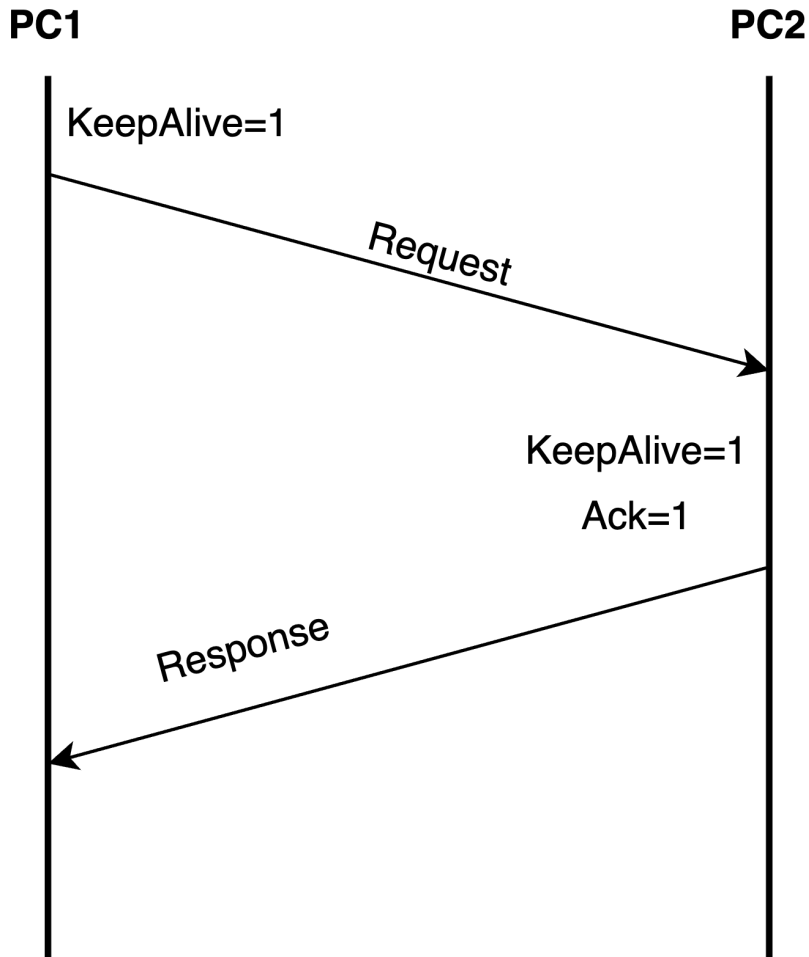 PC1
PC2
KeepAlive=1
Request
KeepAlive=1
Ack=1
Response